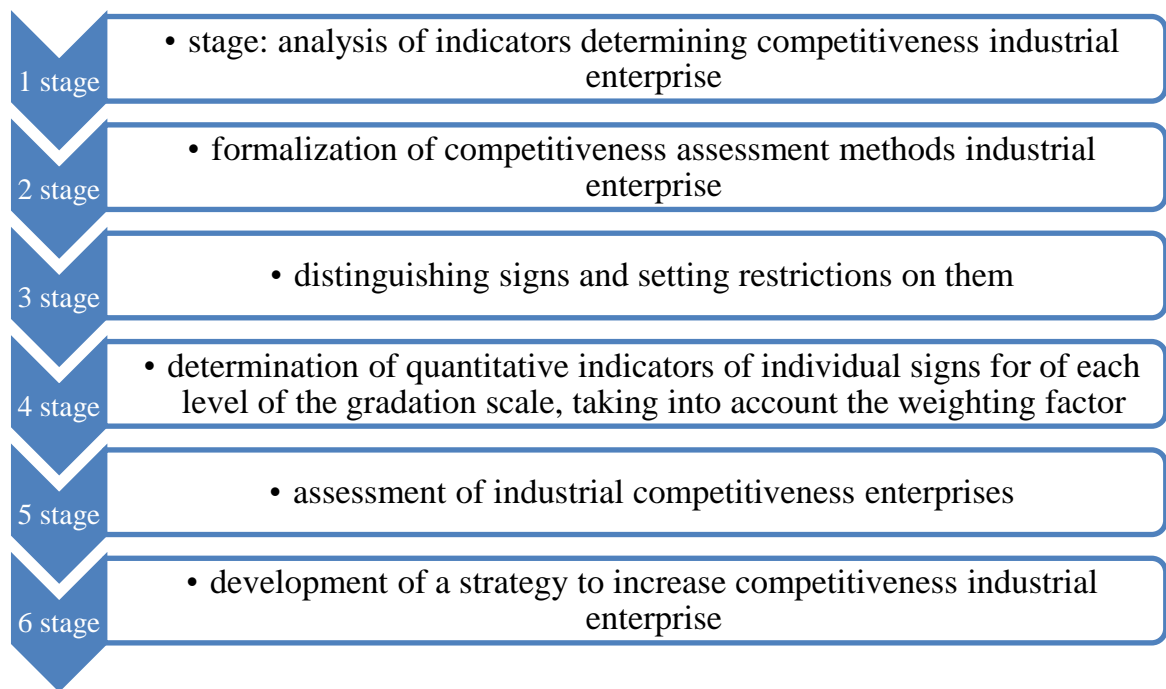 1 stage
• stage: analysis of indicators determining competitiveness industrial
enterprise
2 stage
• formalization of competitiveness assessment methods industrial
enterprise
3 stage
• distinguishing signs and setting restrictions on them
4 stage
• determination of quantitative indicators of individual signs for of each
level of the gradation scale, taking into account the weighting factor
5 stage
• assessment of industrial competitiveness enterprises
6 stage
• development of a strategy to increase competitiveness industrial
enterprise